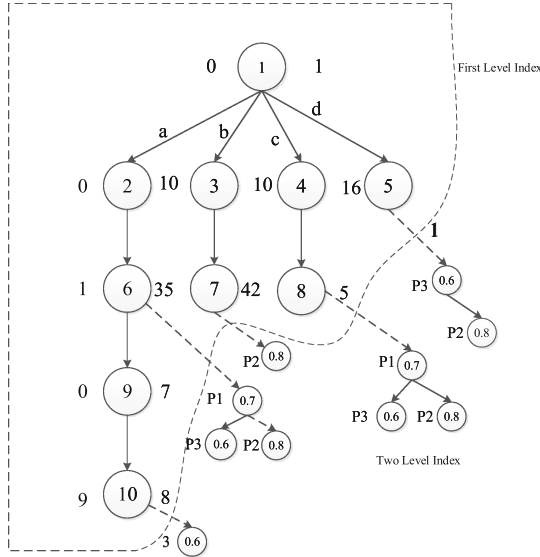 0 1 1
First Level Index
a b c d
0 2 10 3 10 4 16 5
1
P3 0.6
1 6 35 7 42 8 5
P2 0.8
P2 0.8
P1 0.7
0 9 7
P1 0.7
P3 0.6 P2 0.8
P3 0.6 P2 0.8
Two Level Index
9 10 8
3 0.6